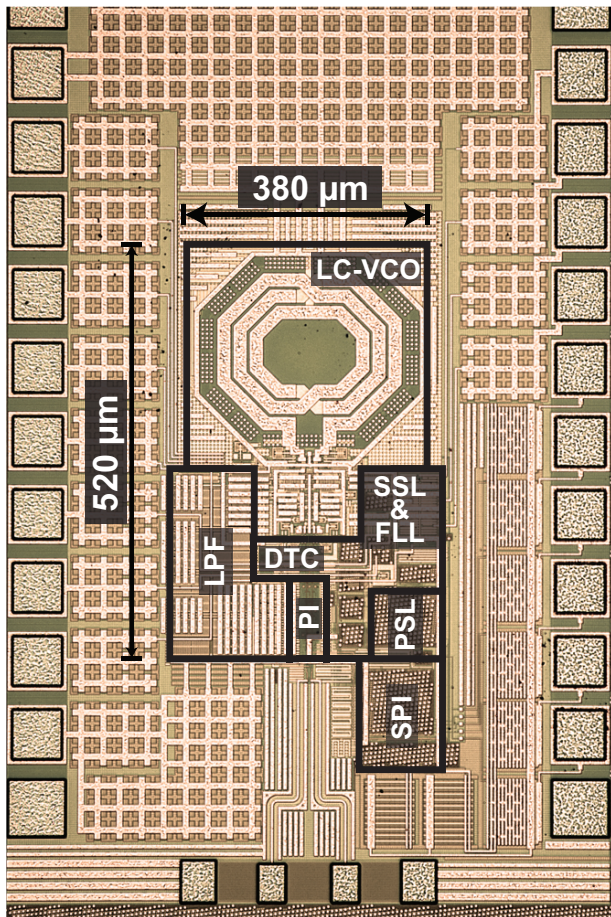 380 µm
LC-VCO
520 µm
SSL
&
FLL
LPF
DTC
PI
PSL
SPI